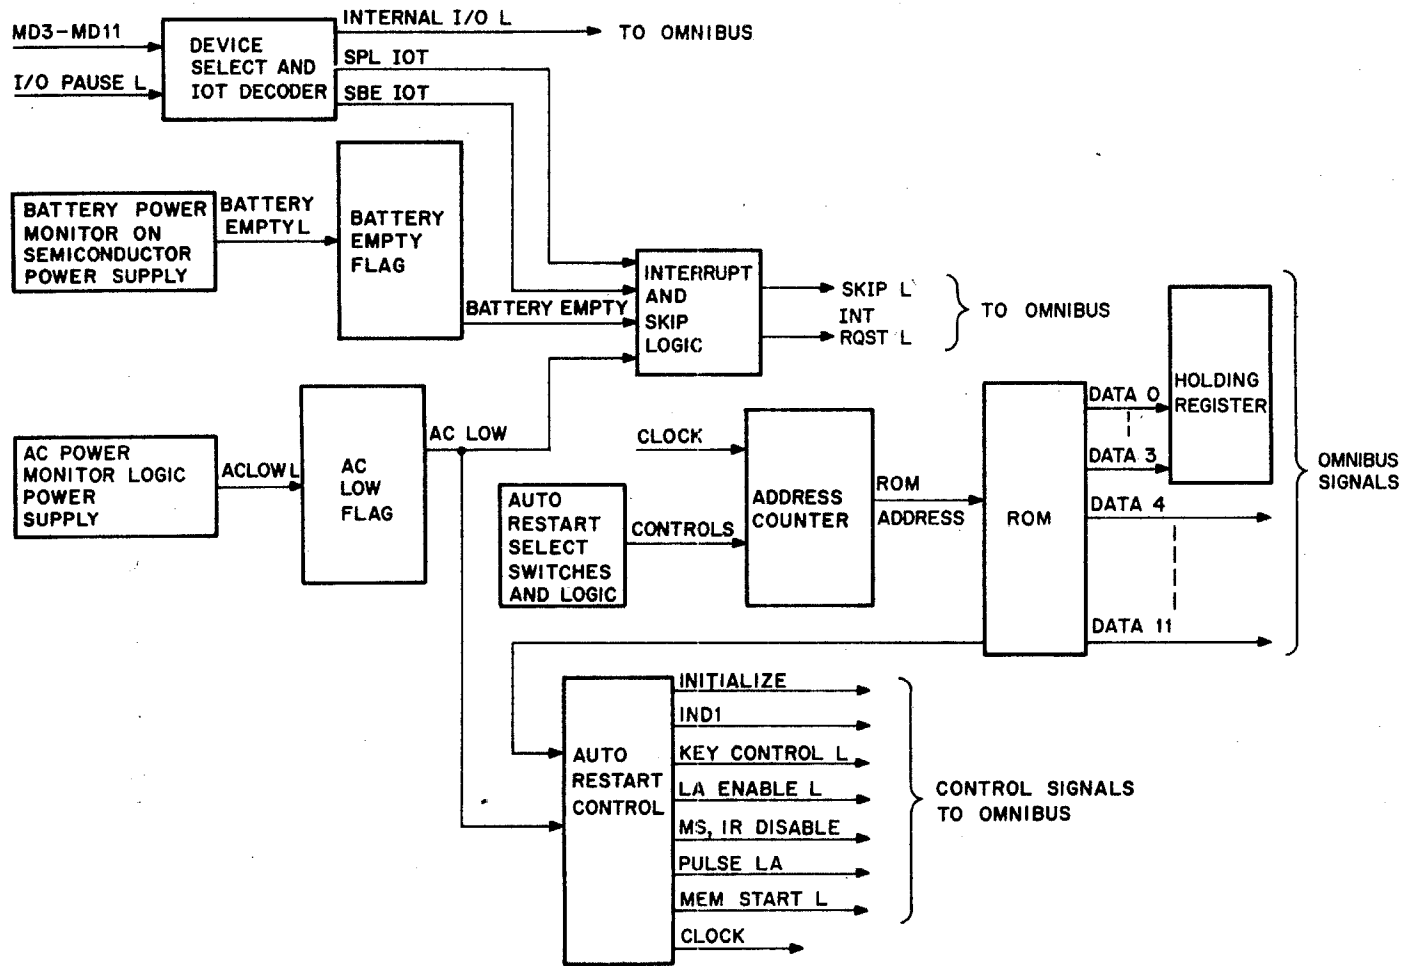 MD3-MD11
I/O PAUSE L
DEVICE
SELECT AND
IOT DECODER
INTERNAL I/O L
TO OMNIBUS
SPL IOT
SBE IOT
BATTERY POWER
MONITOR ON
SEMICONDUCTOR
POWER SUPPLY
BATTERY
EMPTY L
BATTERY
EMPTY
FLAG
BATTERY EMPTY
INTERRUPT
AND
SKIP
LOGIC
SKIP L
INT
RQST L
TO OMNIBUS
AC POWER
MONITOR LOGIC
POWER
SUPPLY
ACLOW L
AC
LOW
FLAG
AC LOW
CLOCK
AUTO
RESTART
SELECT
SWITCHES
AND LOGIC
CONTROLS
ADDRESS
COUNTER
ROM
ADDRESS
ROM
DATA 0
DATA 3
DATA 4
DATA 11
HOLDING
REGISTER
OMNIBUS
SIGNALS
AUTO
RESTART
CONTROL
INITIALIZE
IND1
KEY CONTROL L
LA ENABLE L
MS, IR DISABLE
PULSE LA
MEM START L
CLOCK
CONTROL SIGNALS
TO OMNIBUS